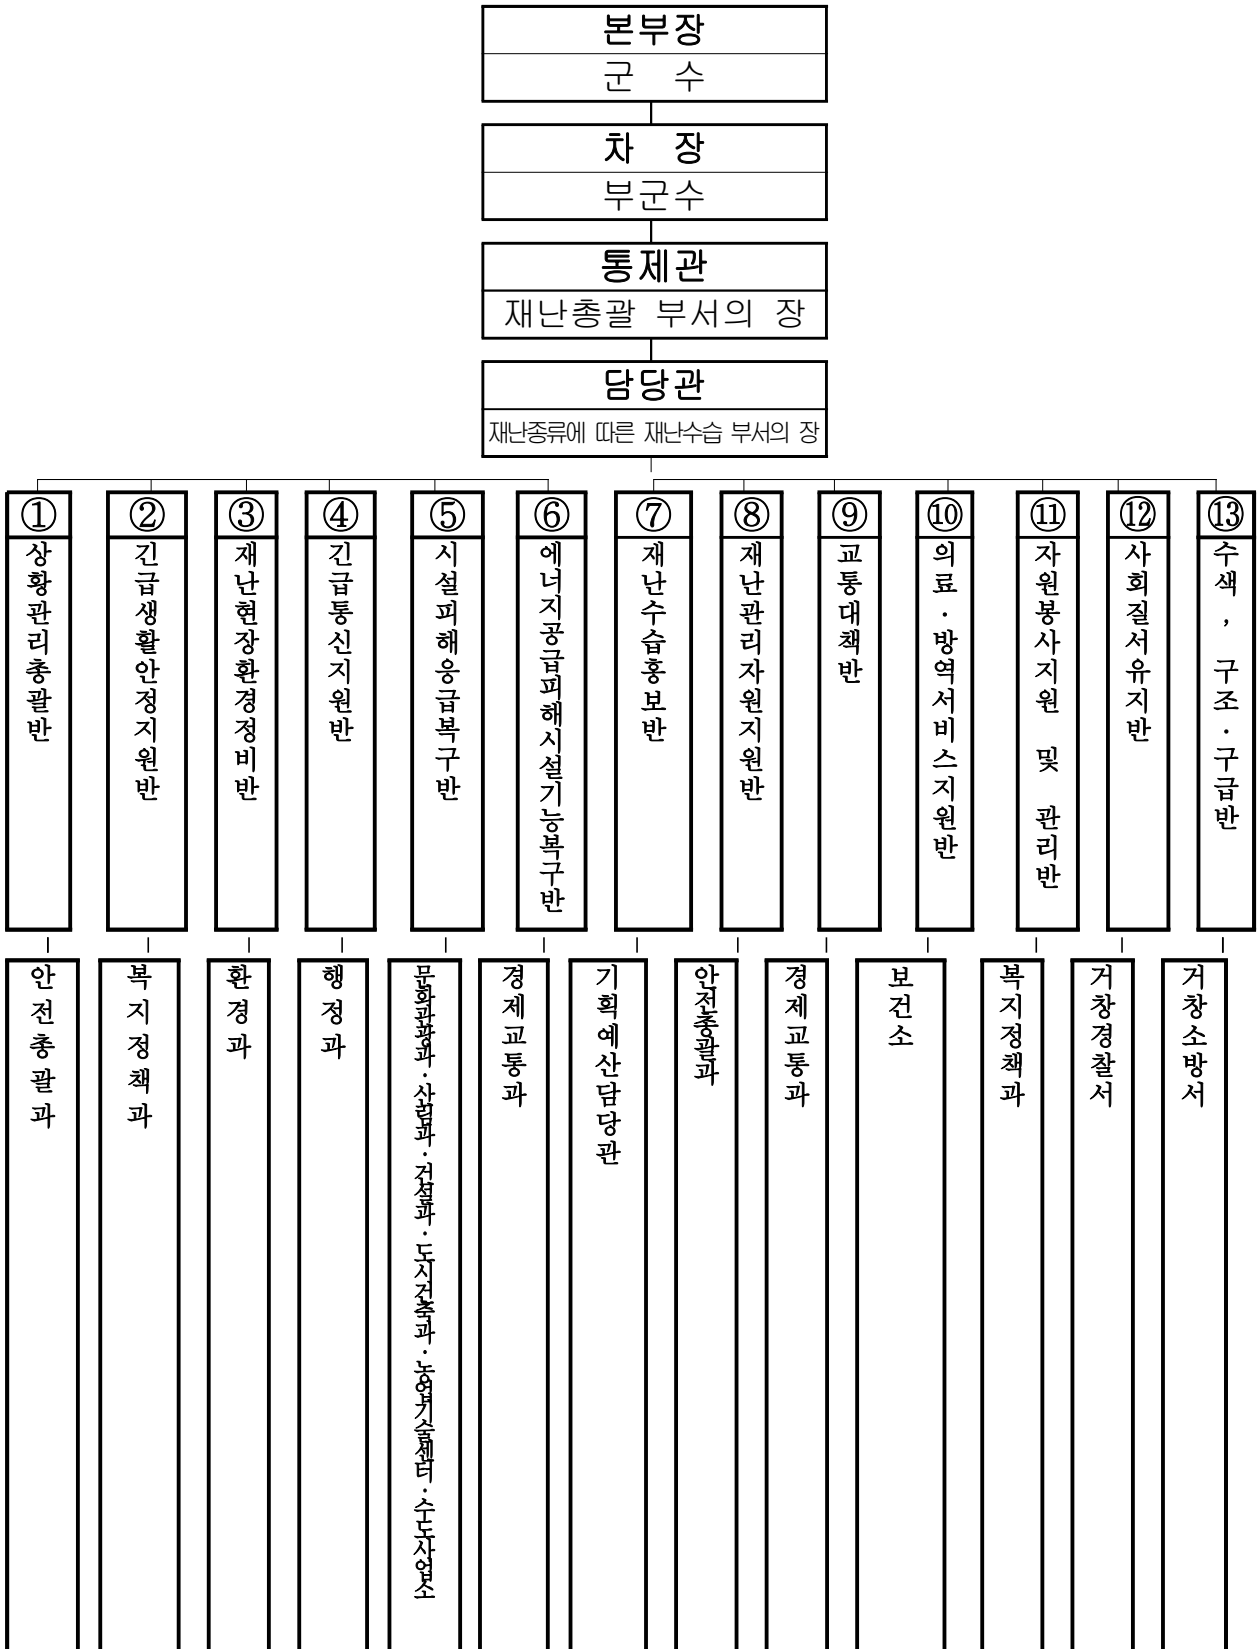 본부장
군 수
차 장
부군수
통제관
재난총괄 부서의 장
담당관
재난종류에 따른 재난수습 부서의 장
①
상황관리총괄반
②
긴급생활안정지원반
③
재난현장환경정비반
④
긴급통신지원반
⑤
시설피해응급복구반
⑥
에너지공급피해시설기능복구반
⑦
재난수습홍보반
⑧
재난관리자원지원반
⑨
교통대책반
⑩
의료·방역서비스지원반
⑪
자원봉사지원 및 관리반
⑫
사회질서유지반
⑬
수색, 구조·구급반
안전총괄과
복지정책과
환경과
행정과
문화관광과·산림과·건설과·도시건축과·농업기술센터·수도사업소
경제교통과
기획예산담당관
안전총괄과
경제교통과
보건소
복지정책과
거창경찰서
거창소방서